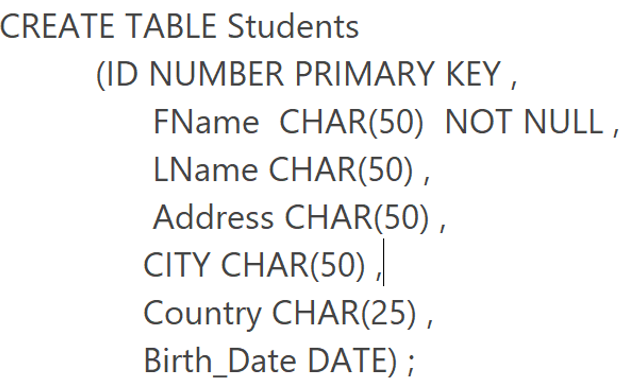 CREATE TABLE Students
(ID NUMBER PRIMARY KEY ,
FName  CHAR(50)  NOT NULL ,
LName CHAR(50) ,
Address CHAR(50) ,
CITY CHAR(50) ,
Country CHAR(25) ,
Birth_Date DATE) ;